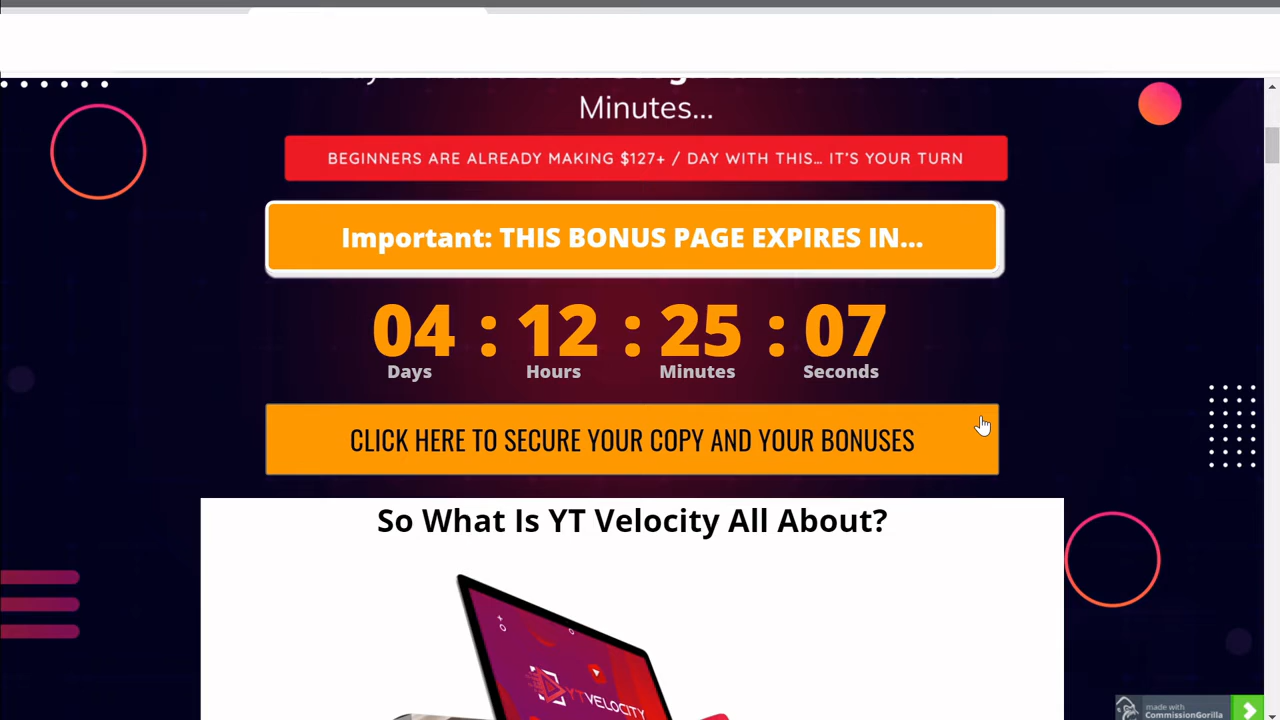 Minutes...
BEGINNERS ARE ALREADY MAKING $127+ / DAY WITH THIS... IT'S YOUR TURN
Important: THIS BONUS PAGE EXPIRES IN...
04 : 12 : 25 : 07
Days Hours Minutes Seconds
CLICK HERE TO SECURE YOUR COPY AND YOUR BONUSES
So What Is YT Velocity All About?
YTVELOCITY
made with
CommissionGorilla